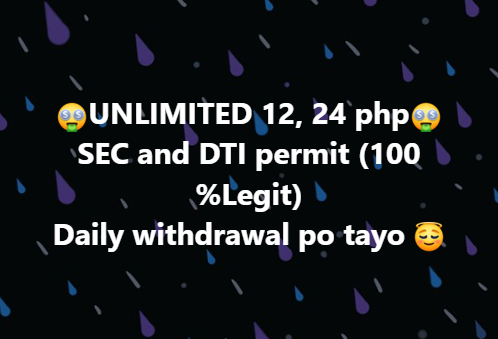 🤑UNLIMITED 12, 24 php🤑
SEC and DTI permit (100
%Legit)
Daily withdrawal po tayo 😇